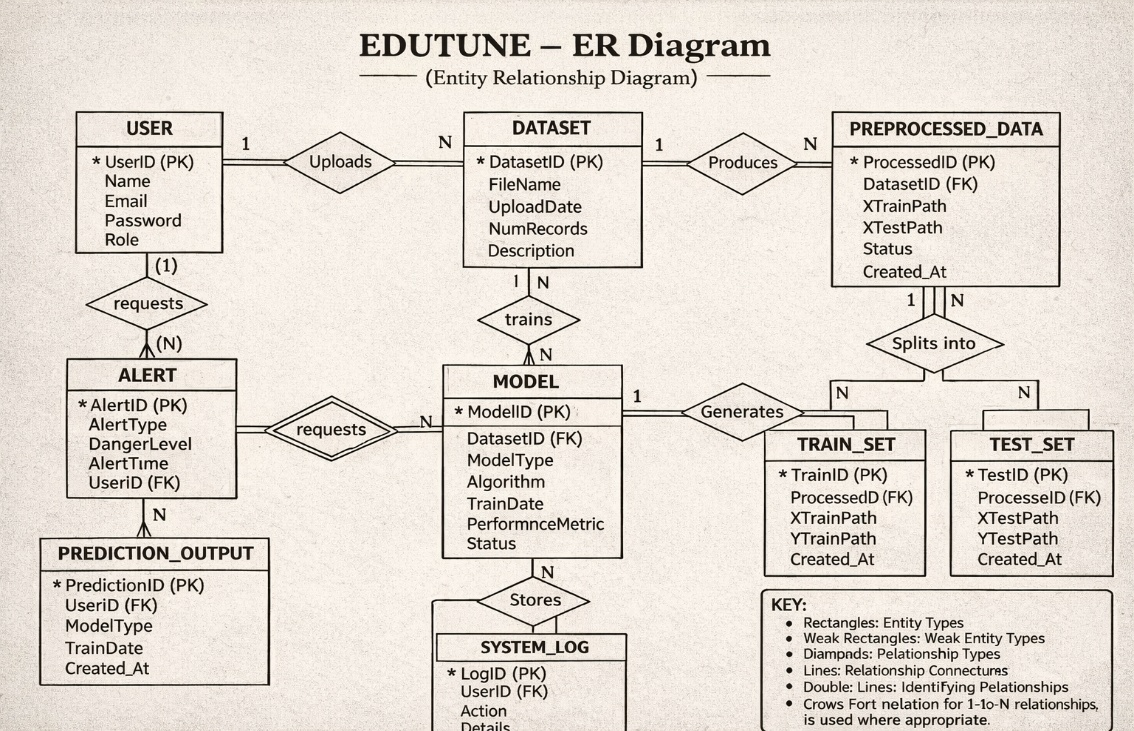 EDUTUNE – ER Diagram
(Entity Relationship Diagram)
USER
* UserID (PK)
Name
Email
Password
Role
1
Uploads
N
DATASET
* DatasetID (PK)
FileName
UploadDate
NumRecords
Description
1
Produces
N
PREPROCESSED_DATA
* ProcessedID (PK)
DatasetID (FK)
XTrainPath
XTestPath
Status
Created_At
(1)
requests
(N)
1 N
trains
N
1 N
Splits into
N
N
ALERT
* AlertID (PK)
AlertType
DangerLevel
AlertTime
UseriD (FK)
requests
N
MODEL
* ModelID (PK)
DatasetID (FK)
ModelType
Algorithm
TrainDate
PerformnceMetric
Status
1
Generates
TRAIN_SET
* TrainID (PK)
ProcessedD (FK)
XTrainPath
YTrainPath
Created_At
TEST_SET
* TestID (PK)
ProcesseID (FK)
XTestPath
YTestPath
Created_At
N
PREDICTION_OUTPUT
* PredictionID (PK)
UseriD (FK)
ModelType
TrainDate
Created_At
N
Stores
SYSTEM_LOG
* LogID (PK)
UserID (FK)
Action
Details
KEY:
• Rectangles: Entity Types
• Weak Rectangles: Weak Entity Types
• Diampnds: Pelationship Types
• Lines: Relationship Connecturns
• Double: Lines: Identifying Pelationships
• Crows Fort nelation for 1-1o-N relationships,
is used where appropriate.